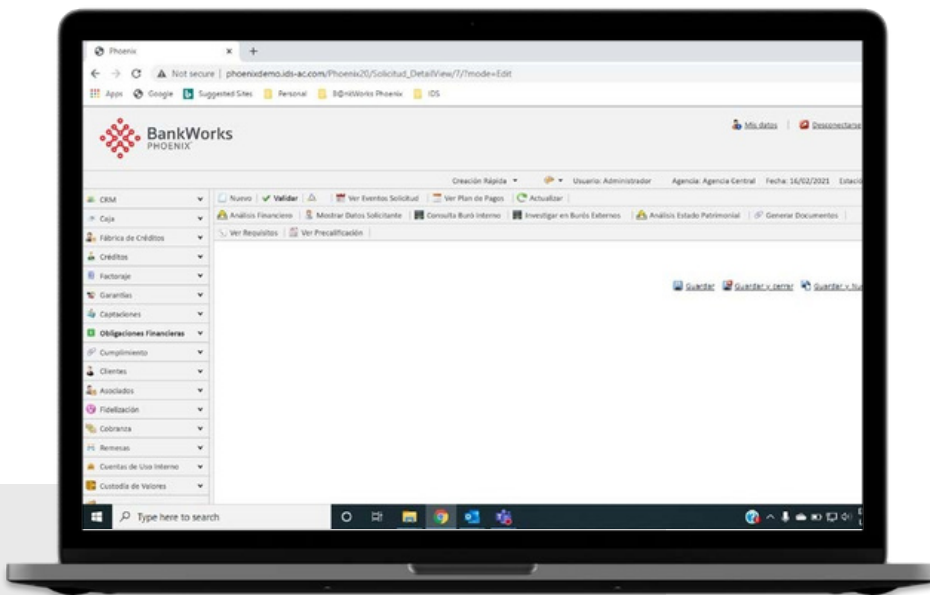 Phoenix
Not secure | phoenixdemo.ids-ac.com/Phoenix20/Solicitud_DetailView/7/?mode=Edit
Apps Google Suggested Sites Personal B@nkWorks Phoenix IDS
BankWorks
PHOENIX
Mis datos | Desconectarse
Creación Rápida Usuario: Administrador Agencia: Agencia Central Fecha: 16/02/2021
Nuevo Validar Ver Eventos Solicitud Ver Plan de Pagos Actualizar
Análisis Financiero Mostrar Datos Solicitante Consulta Buró Interno Investigar en Burós Externos Análisis Estado Patrimonial Generar Documentos
Ver Requisitos Ver Precalificación
Guardar Guardar y cerrar Guardar y
CRM
Caja
Fábrica de Créditos
Créditos
Factoraje
Garantías
Captaciones
Obligaciones Financieras
Cumplimiento
Clientes
Asociados
Fidelización
Cobranza
Remesas
Cuentas de Uso Interno
Custodia de Valores
Type here to search